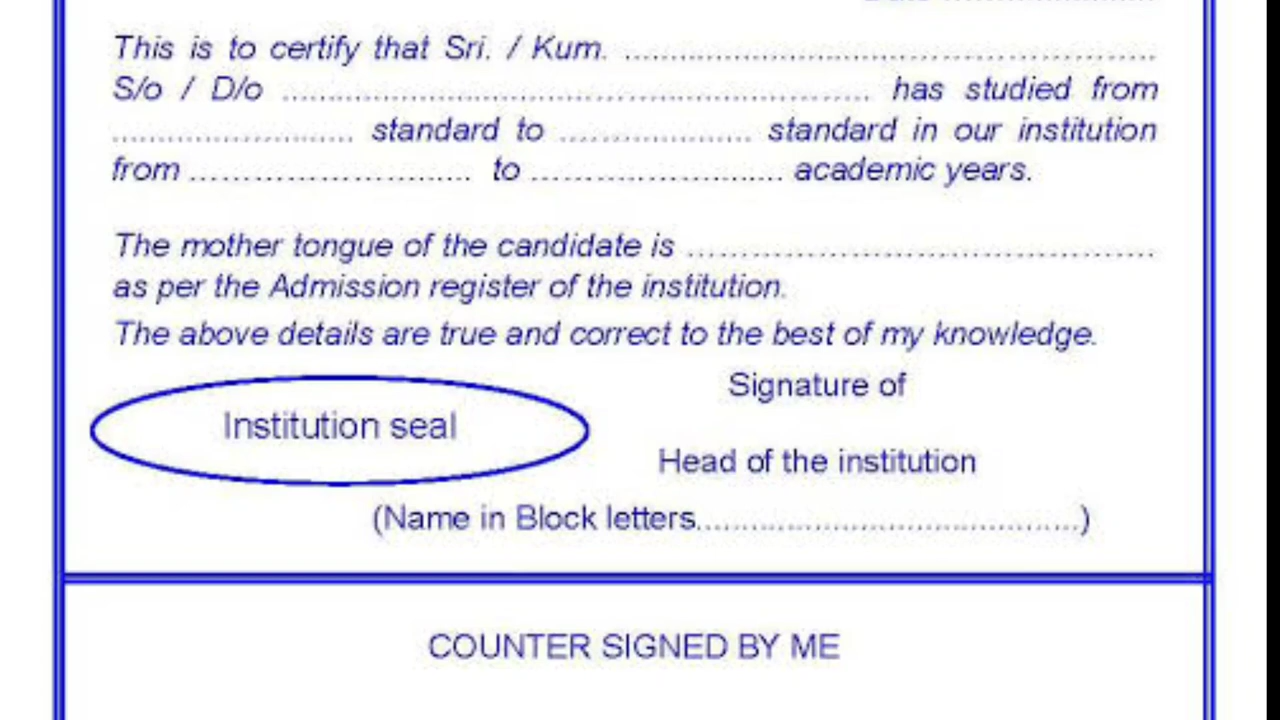 This is to certify that Sri. / Kum. ..........................................................
S/o / D/o ................................................................ has studied from
........................... standard to ..................... standard in our institution
from ............................... to ............................ academic years.
The mother tongue of the candidate is ....................................................
as per the Admission register of the institution.
The above details are true and correct to the best of my knowledge.
Signature of
Institution seal
Head of the institution
(Name in Block letters..........................................)
COUNTER SIGNED BY ME